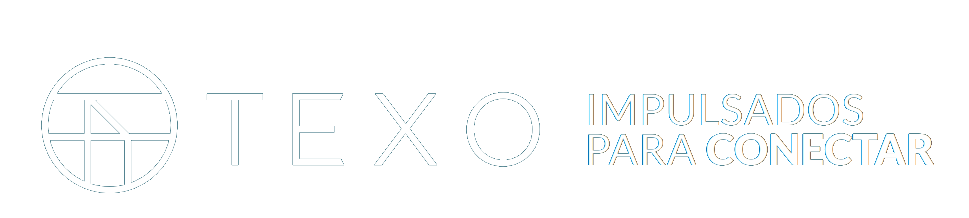 TEXO
IMPULSADOS
PARA CONECTAR